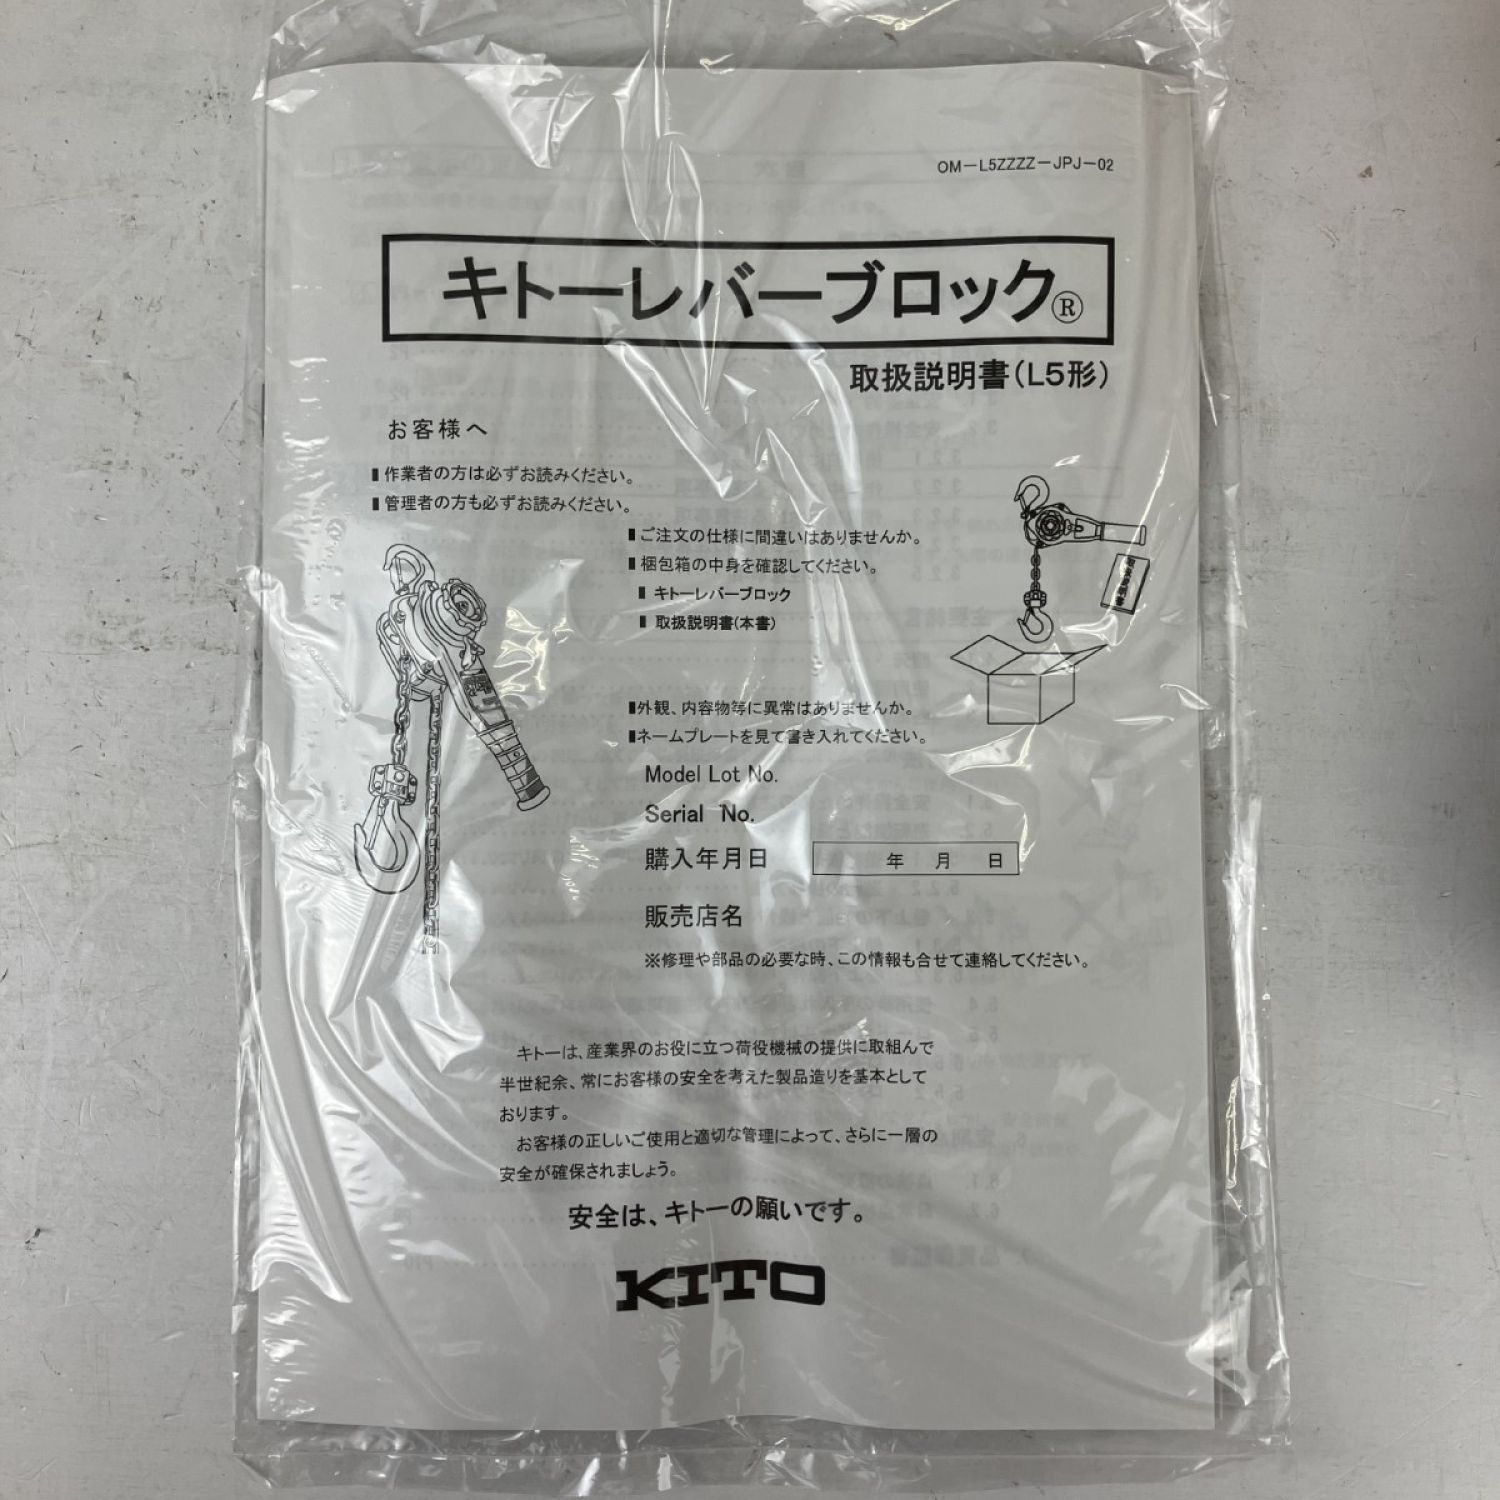 OM－L5ZZZZ－JPJ－02
キトーレバーブロック®
取扱説明書(L5形)
お客様へ
▮作業者の方は必ずお読みください。
▮管理者の方も必ずお読みください。
▮ご注文の仕様に間違いはありませんか。
▮梱包箱の中身を確認してください。
▮キトーレバーブロック
▮取扱説明書(本書)
取扱説明書
▮外観、内容物等に異常はありませんか。
▮ネームプレートを見て書き入れてください。
Model Lot No.
Serial No.
購入年月日 年 月 日
販売店名
※修理や部品の必要な時、この情報も合せて連絡してください。
キトーは、産業界のお役に立つ荷役機械の提供に取組んで
半世紀余、常にお客様の安全を考えた製品造りを基本として
おります。
お客様の正しいご使用と適切な管理によって、さらに一層の
安全が確保されましょう。
安全は、キトーの願いです。
KITO